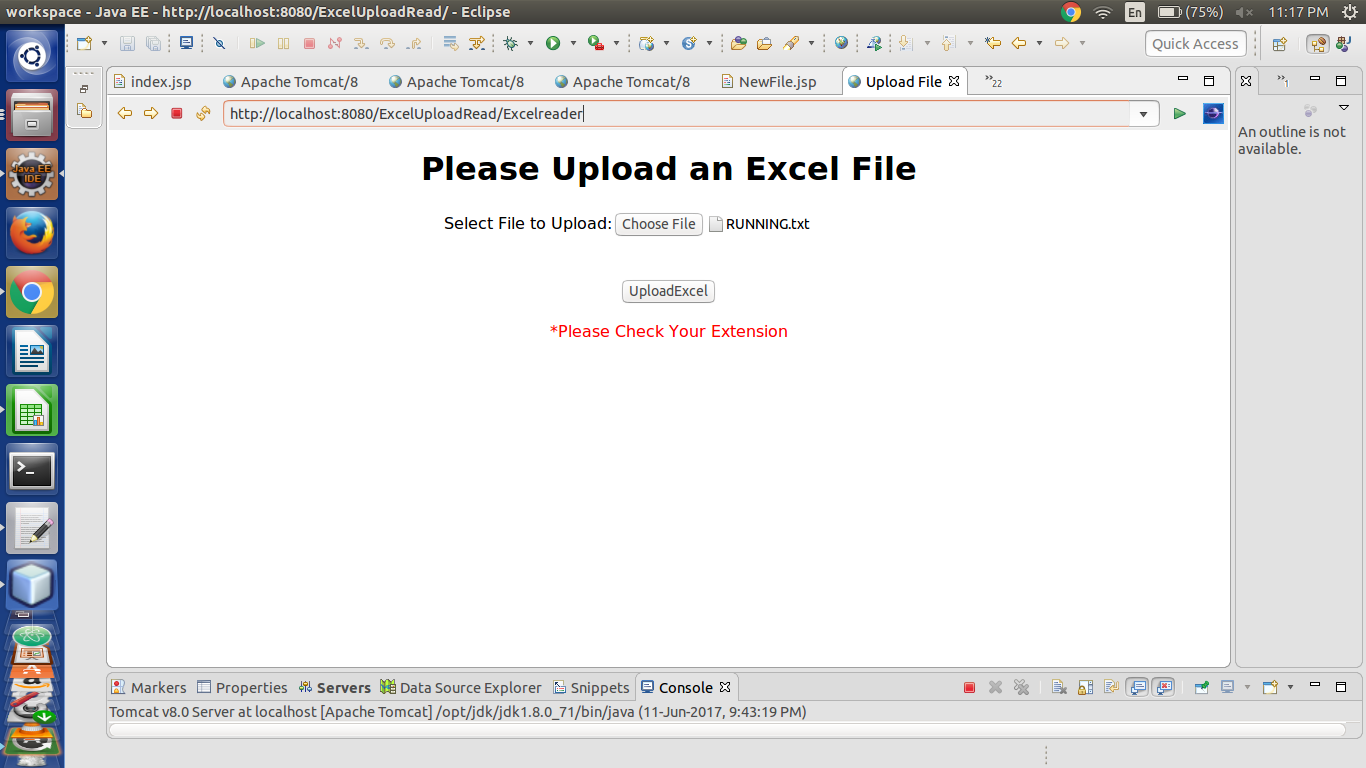 workspace - Java EE - http://localhost:8080/ExcelUploadRead/ - Eclipse
En (75%) 11:17 PM
Quick Access
index.jsp Apache Tomcat/8 Apache Tomcat/8 Apache Tomcat/8 NewFile.jsp Upload File »22 »1
http://localhost:8080/ExcelUploadRead/Excelreader
An outline is not
available.
Please Upload an Excel File
Select File to Upload: Choose File RUNNING.txt
UploadExcel
*Please Check Your Extension
Java EE
IDE
Markers Properties Servers Data Source Explorer Snippets Console
Tomcat v8.0 Server at localhost [Apache Tomcat] /opt/jdk/jdk1.8.0_71/bin/java (11-Jun-2017, 9:43:19 PM)